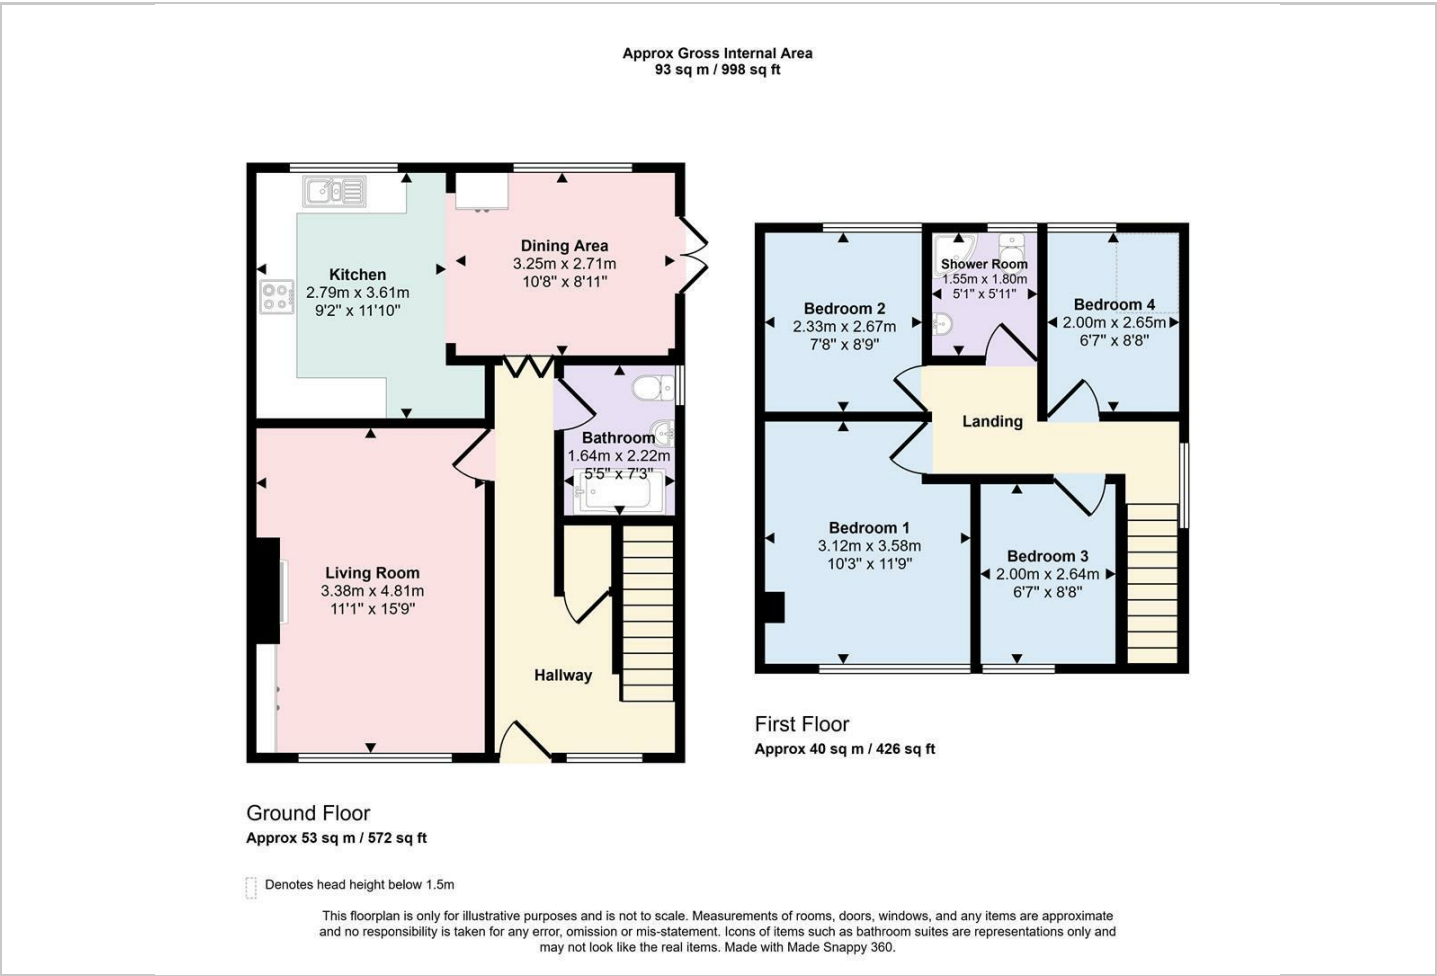 Approx Gross Internal Area
93 sq m / 998 sq ft
Kitchen
2.79m x 3.61m
9'2" x 11'10"
Dining Area
3.25m x 2.71m
10'8" x 8'11"
Bathroom
1.64m x 2.22m
5'5" x 7'3"
Living Room
3.38m x 4.81m
11'1" x 15'9"
Hallway
Ground Floor
Approx 53 sq m / 572 sq ft
Bedroom 2
2.33m x 2.67m
7'8" x 8'9"
Shower Room
1.55m x 1.80m
5'1" x 5'11"
Bedroom 4
2.00m x 2.65m
6'7" x 8'8"
Landing
Bedroom 1
3.12m x 3.58m
10'3" x 11'9"
Bedroom 3
2.00m x 2.64m
6'7" x 8'8"
First Floor
Approx 40 sq m / 426 sq ft
Denotes head height below 1.5m
This floorplan is only for illustrative purposes and is not to scale. Measurements of rooms, doors, windows, and any items are approximate
and no responsibility is taken for any error, omission or mis-statement. Icons of items such as bathroom suites are representations only and
may not look like the real items. Made with Made Snappy 360.